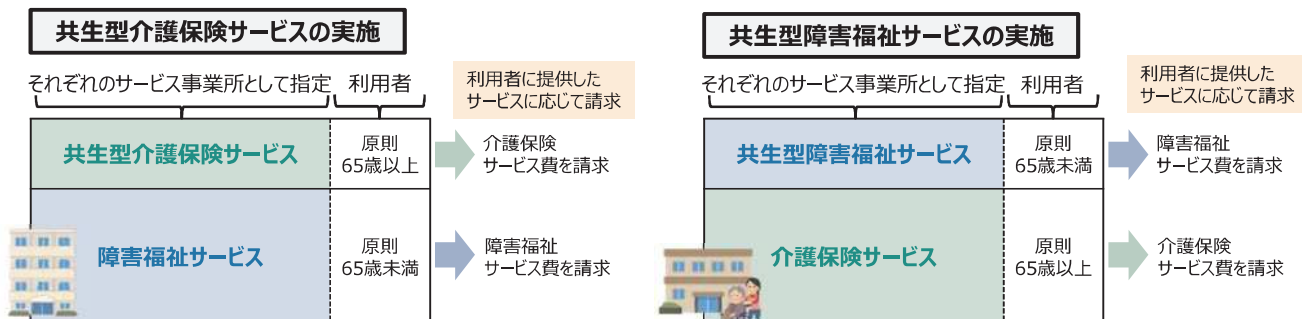 共生型介護保険サービスの実施
それぞれのサービス事業所として指定
利用者
利用者に提供した
サービスに応じて請求
共生型介護保険サービス
原則
65歳以上
介護保険
サービス費を請求
障害福祉サービス
原則
65歳未満
障害福祉
サービス費を請求
共生型障害福祉サービスの実施
それぞれのサービス事業所として指定
利用者
利用者に提供した
サービスに応じて請求
共生型障害福祉サービス
原則
65歳未満
障害福祉
サービス費を請求
介護保険サービス
原則
65歳以上
介護保険
サービス費を請求